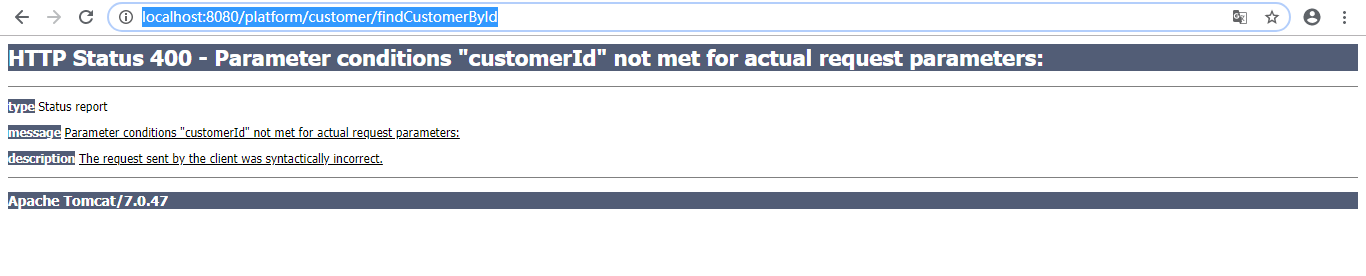 localhost:8080/platform/customer/findCustomerById
HTTP Status 400 - Parameter conditions "customerId" not met for actual request parameters:
type Status report
message Parameter conditions "customerId" not met for actual request parameters:
description The request sent by the client was syntactically incorrect.
Apache Tomcat/7.0.47